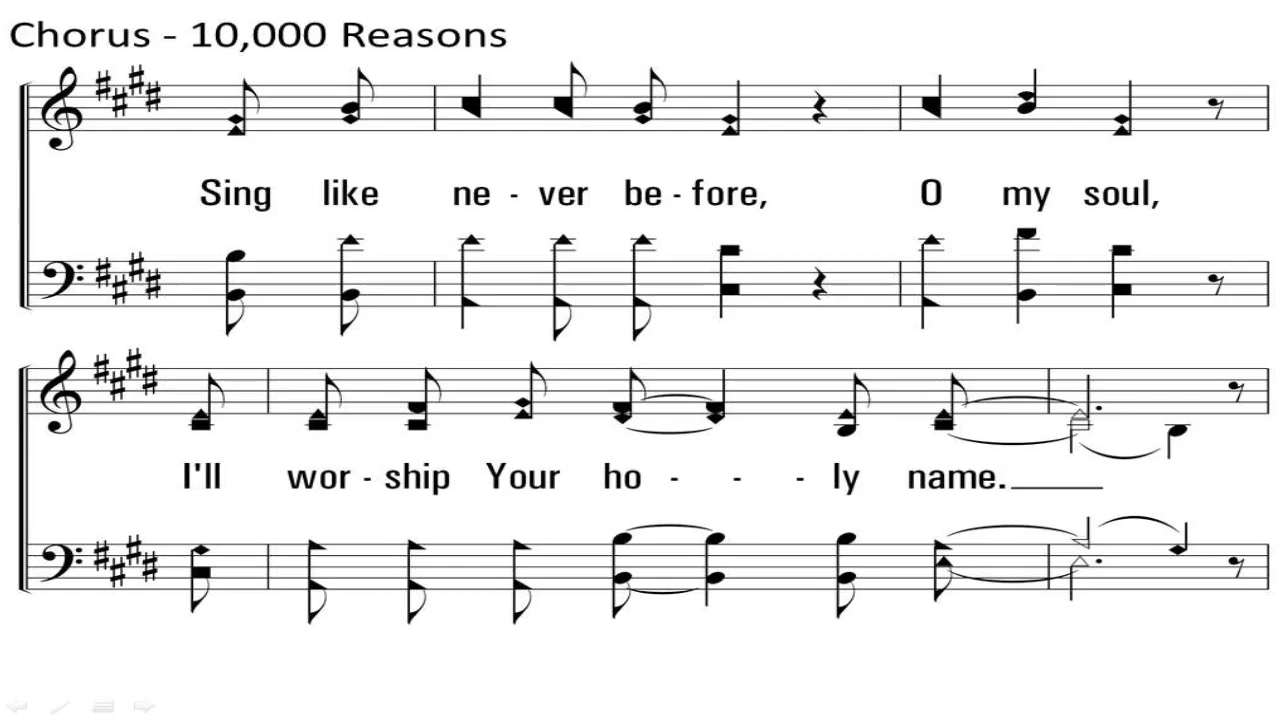 Chorus - 10,000 Reasons
Sing like ne - ver be - fore, O my soul,
I'll wor - ship Your ho - - - ly name.